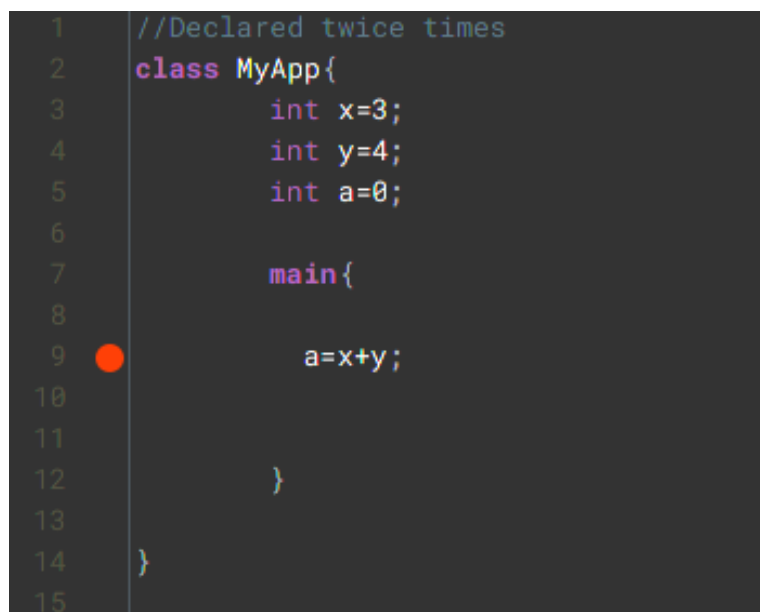 1 //Declared twice times
2 class MyApp{
3 int x=3;
4 int y=4;
5 int a=0;
6
7 main{
8
9 a=x+y;
10
11
12 }
13
14 }
15